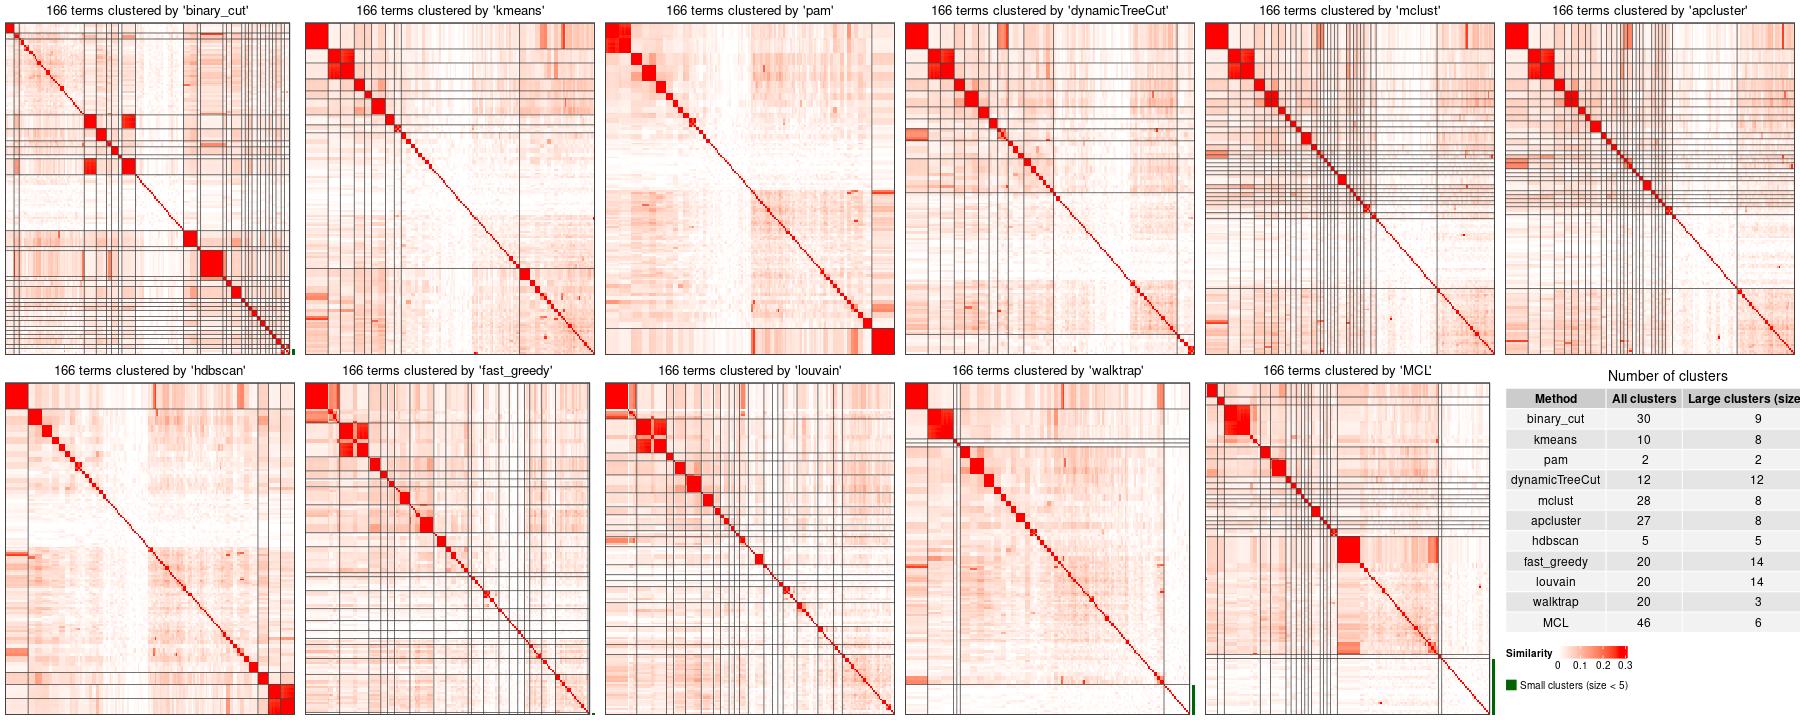 166 terms clustered by 'binary_cut'
166 terms clustered by 'kmeans'
166 terms clustered by 'pam'
166 terms clustered by 'dynamicTreeCut'
166 terms clustered by 'mclust'
166 terms clustered by 'apcluster'
166 terms clustered by 'hdbscan'
166 terms clustered by 'fast_greedy'
166 terms clustered by 'louvain'
166 terms clustered by 'walktrap'
166 terms clustered by 'MCL'
Number of clusters
Method All clusters Large clusters (size
binary_cut 30 9
kmeans 10 8
pam 2 2
dynamicTreeCut 12 12
mclust 28 8
apcluster 27 8
hdbscan 5 5
fast_greedy 20 14
louvain 20 14
walktrap 20 3
MCL 46 6
Similarity
0 0.1 0.2 0.3
Small clusters (size < 5)